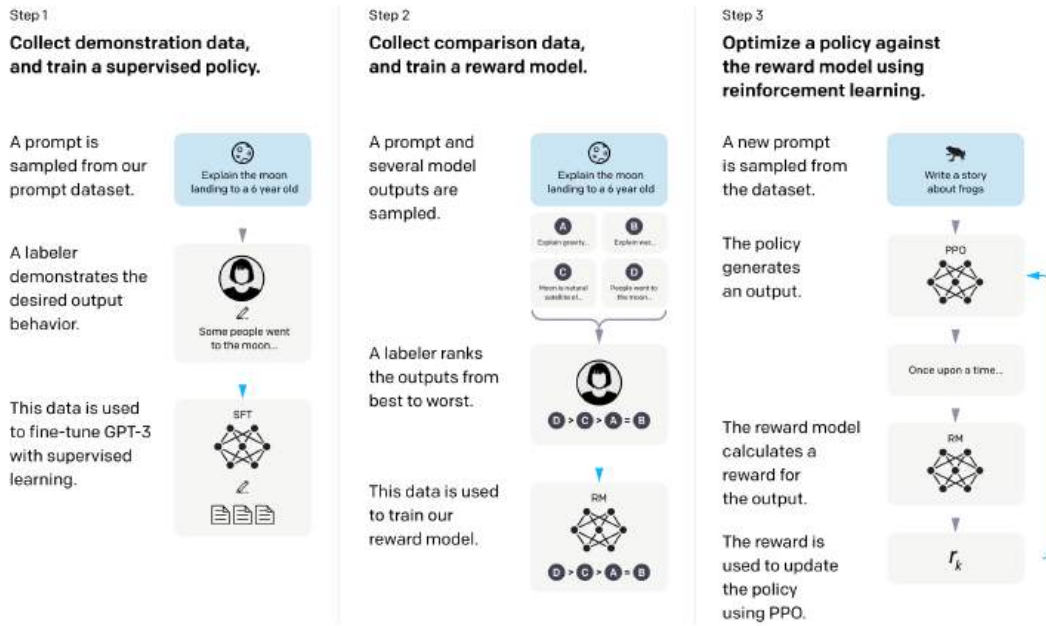 Step 1
Collect demonstration data,
and train a supervised policy.
A prompt is
sampled from our
prompt dataset.
Explain the moon
landing to a 6 year old
A labeler
demonstrates the
desired output
behavior.
Some people went
to the moon...
This data is used
to fine-tune GPT-3
with supervised
learning.
SFT
Step 2
Collect comparison data,
and train a reward model.
A prompt and
several model
outputs are
sampled.
Explain the moon
landing to a 6 year old
A
Explain gravity...
B
Explain war...
C
Moon is natural
satellite of...
D
People went to
the moon...
A labeler ranks
the outputs from
best to worst.
D > C > A = B
This data is used
to train our
reward model.
RM
D > C > A = B
Step 3
Optimize a policy against
the reward model using
reinforcement learning.
A new prompt
is sampled from
the dataset.
Write a story
about frogs
The policy
generates
an output.
PPO
Once upon a time...
The reward model
calculates a
reward for
the output.
RM
The reward is
used to update
the policy
using PPO.
rₖ